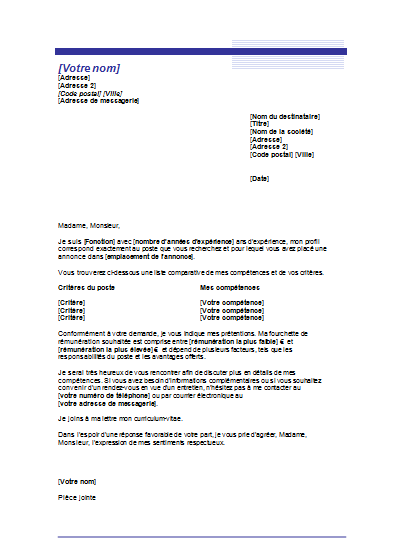 [Votre nom]
[Adresse]
[Adresse 2]
[Code postal] [Ville]
[Adresse de messagerie]
[Nom du destinataire]
[Titre]
[Nom de la société]
[Adresse]
[Adresse 2]
[Code postal] [Ville]
[Date]
Madame, Monsieur,
Je suis [Fonction] avec [nombre d'années d'expérience] ans d'expérience, mon profil
correspond exactement au poste que vous recherchez et pour lequel vous avez placé une
annonce dans [emplacement de l'annonce].
Vous trouverez ci-dessous une liste comparative de mes compétences et de vos critères.
Critères du poste Mes compétences
[Critère] [Votre compétence]
[Critère] [Votre compétence]
[Critère] [Votre compétence]
Conformément à votre demande, je vous indique mes prétentions. Ma fourchette de
rémunération souhaitée est comprise entre [rémunération la plus faible] € et
[rémunération la plus élevée] € et dépend de plusieurs facteurs, tels que les
responsabilités du poste et les avantages offerts.
Je serai très heureux de vous rencontrer afin de discuter plus en détails de mes
compétences. Si vous avez besoin d'informations complémentaires ou si vous souhaitez
convenir d'un rendez-vous en vue d'un entretien, n'hésitez pas à me contacter au
[votre numéro de téléphone] ou par courrier électronique au
[votre adresse de messagerie].
Je joins à ma lettre mon curriculum-vitae.
Dans l'espoir d'une réponse favorable de votre part, je vous prie d'agréer, Madame,
Monsieur, l'expression de mes sentiments respectueux.
[Votre nom]
Pièce jointe